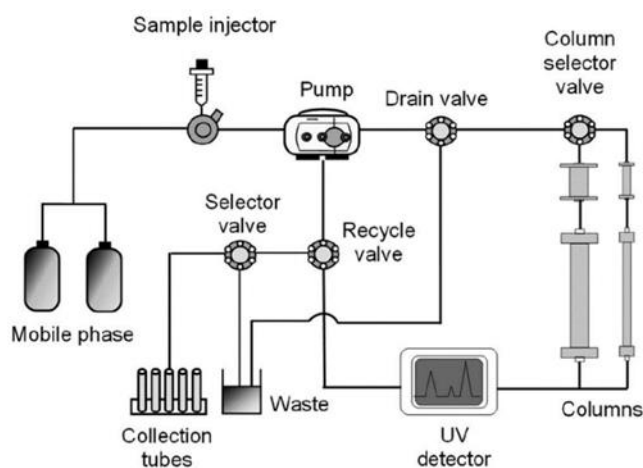 Sample injector
Pump
Drain valve
Column
selector
valve
Selector
valve
Recycle
valve
Mobile phase
Collection
tubes
Waste
UV
detector
Columns